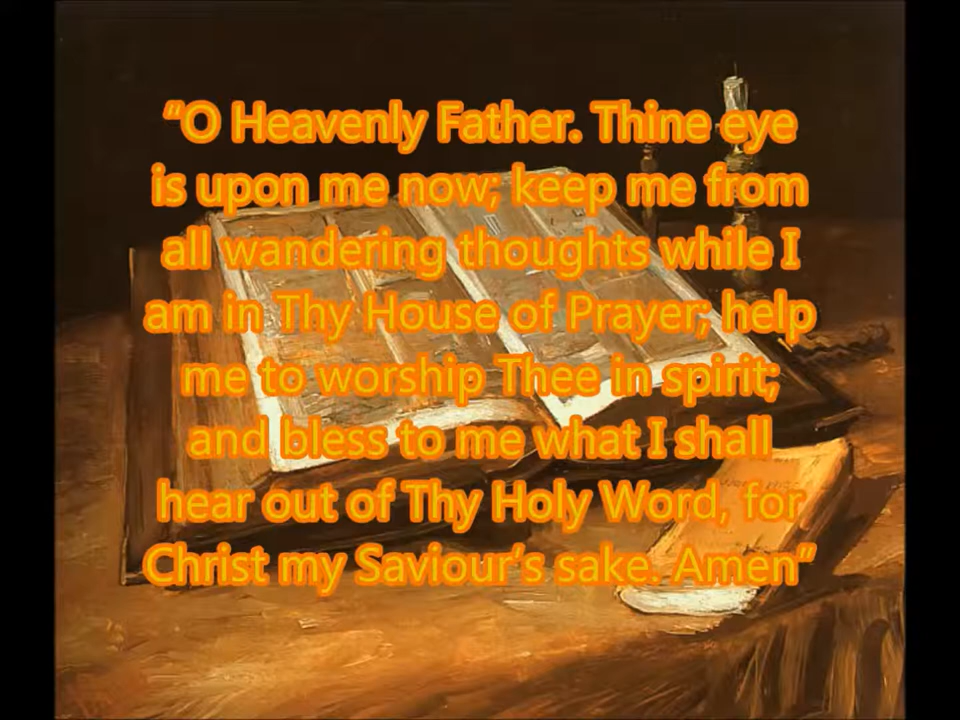 “O Heavenly Father. Thine eye
is upon me now; keep me from
all wandering thoughts while I
am in Thy House of Prayer; help
me to worship Thee in spirit;
and bless to me what I shall
hear out of Thy Holy Word, for
Christ my Saviour’s sake. Amen”